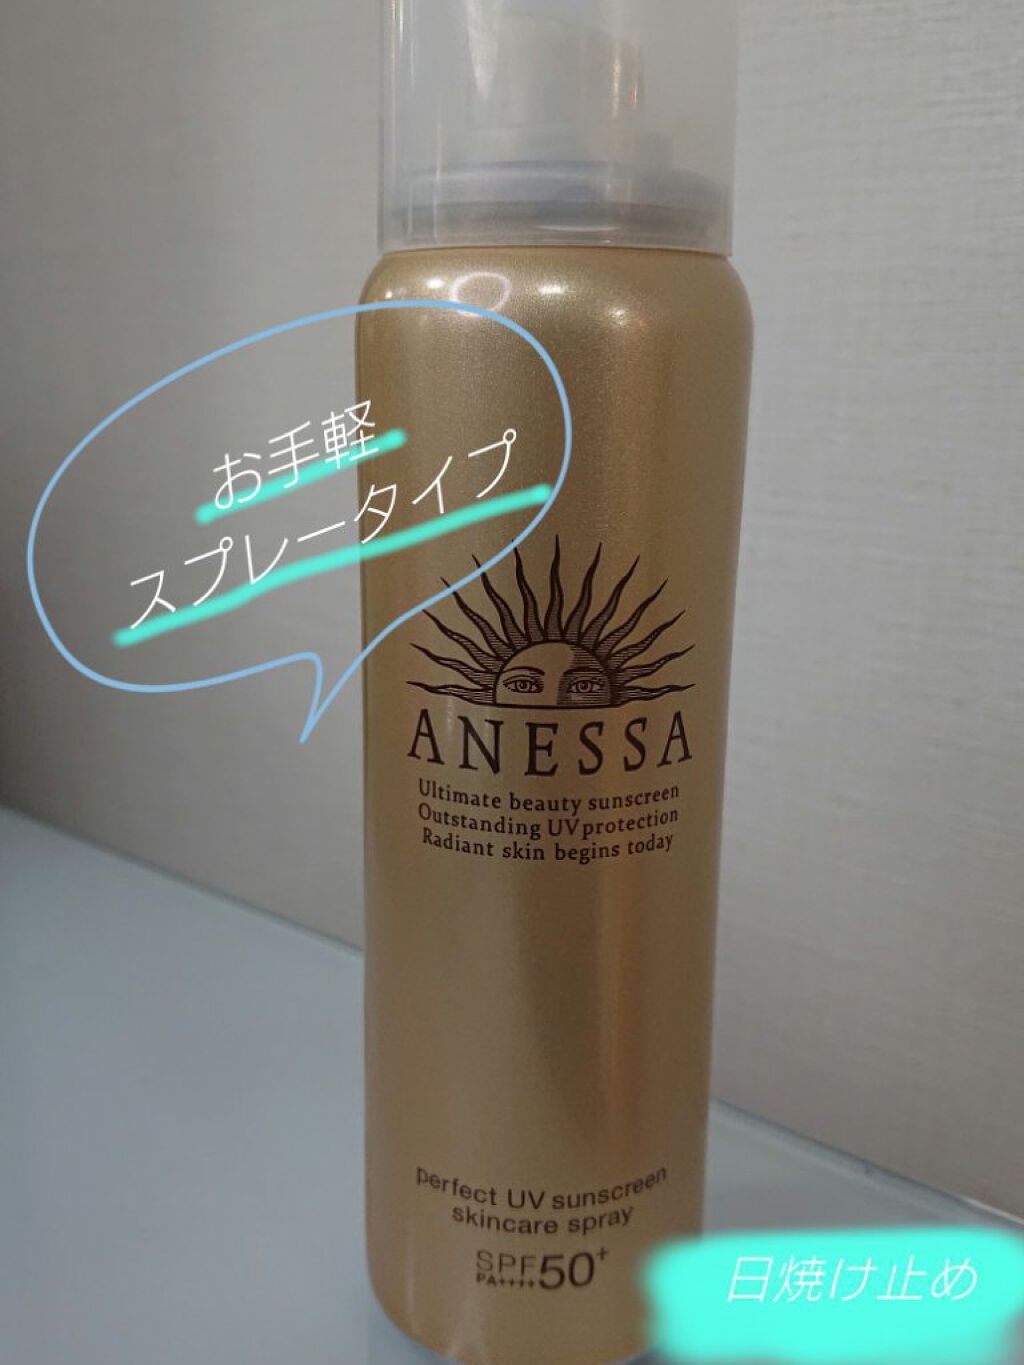 お手軽
スプレータイプ
ANESSA
Ultimate beauty sunscreen
Outstanding UV protection
Radiant skin begins today
perfect UV sunscreen
skincare spray
SPF50+
PA++++
日焼け止め